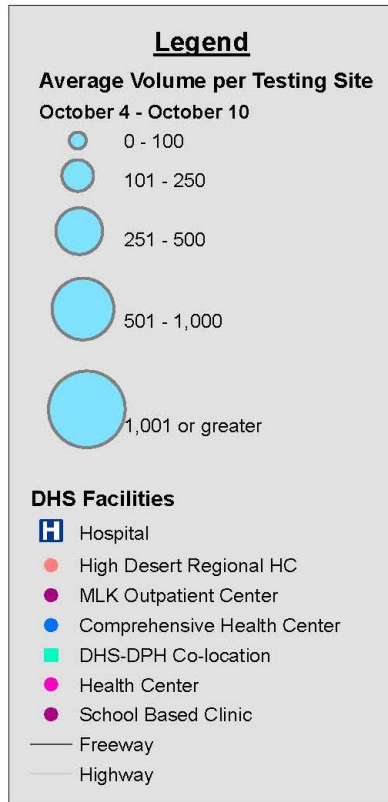 Legend
Average Volume per Testing Site
October 4 - October 10
0 - 100
101 - 250
251 - 500
501 - 1,000
1,001 or greater
DHS Facilities
H Hospital
High Desert Regional HC
MLK Outpatient Center
Comprehensive Health Center
DHS-DPH Co-location
Health Center
School Based Clinic
Freeway
Highway